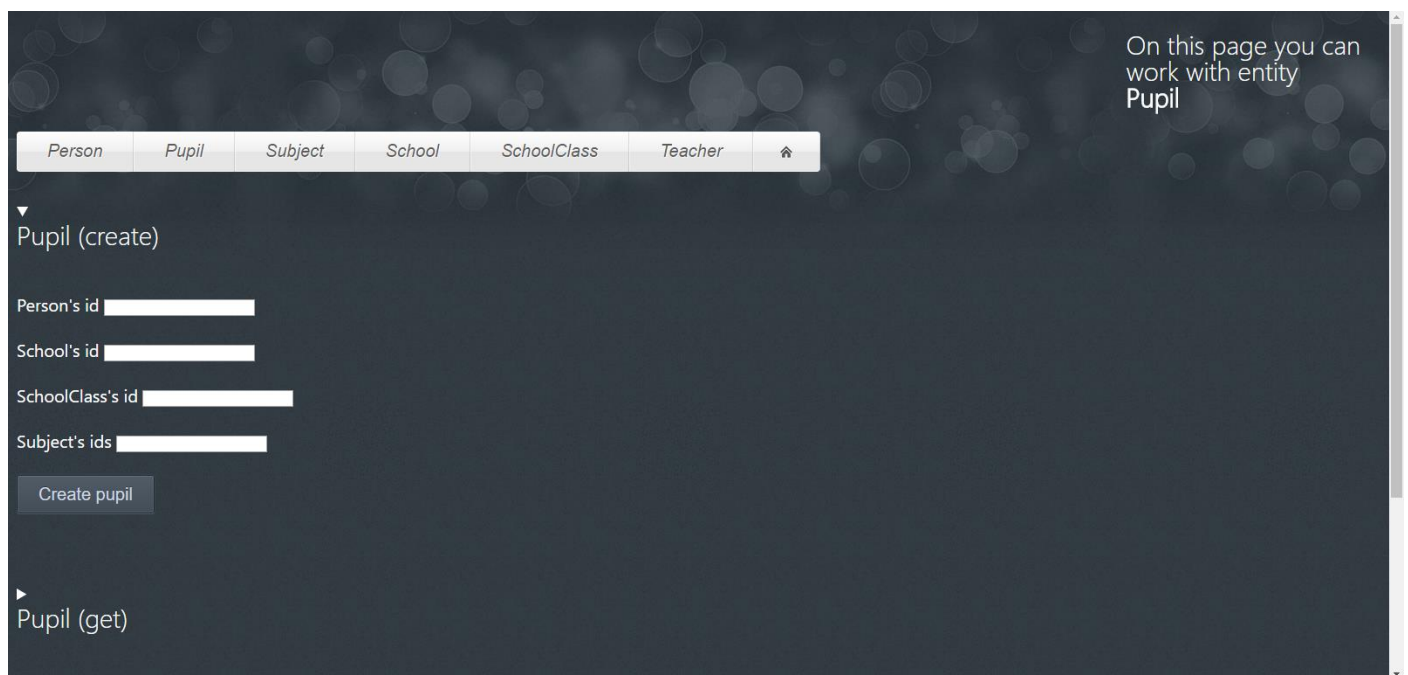 On this page you can
work with entity
Pupil
Person Pupil Subject School SchoolClass Teacher
Pupil (create)
Person's id
School's id
SchoolClass's id
Subject's ids
Create pupil
Pupil (get)